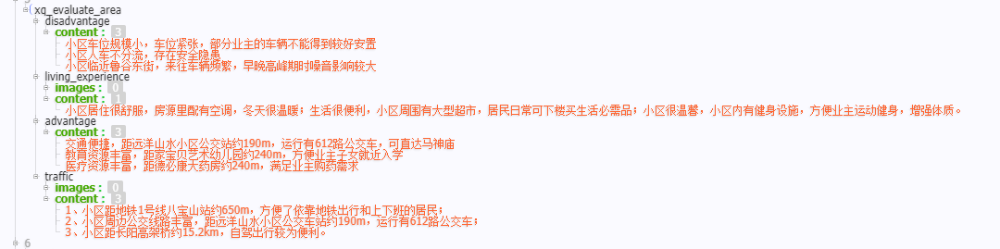 xq_evaluate_area
disadvantage
content : 3
小区车位规模小，车位紧张，部分业主的车辆不能得到较好安置
小区人车不分流，存在安全隐患
小区临近鲁谷东街，来往车辆频繁，早晚高峰期时噪音影响较大
living_experience
images : 0
content : 1
小区居住很舒服，房源里配有空调，冬天很温暖；生活很便利，小区周围有大型超市，居民日常可下楼买生活必需品；小区很温馨，小区内有健身设施，方便业主运动健身，增强体质。
advantage
content : 3
交通便捷，距远洋山水小区公交站约190m，运行有612路公交车，可直达马神庙
教育资源丰富，距家宝贝艺术幼儿园约240m，方便业主子女就近入学
医疗资源丰富，距德必康大药房约240m，满足业主购药需求
traffic
images : 0
content : 3
1、小区距地铁1号线八宝山站约650m，方便了依靠地铁出行和上下班的居民；
2、小区周边公交线路丰富，距远洋山水小区公交车站约190m，运行有612路公交车；
3、小区距长阳高架桥约15.2km，自驾出行较为便利。
6